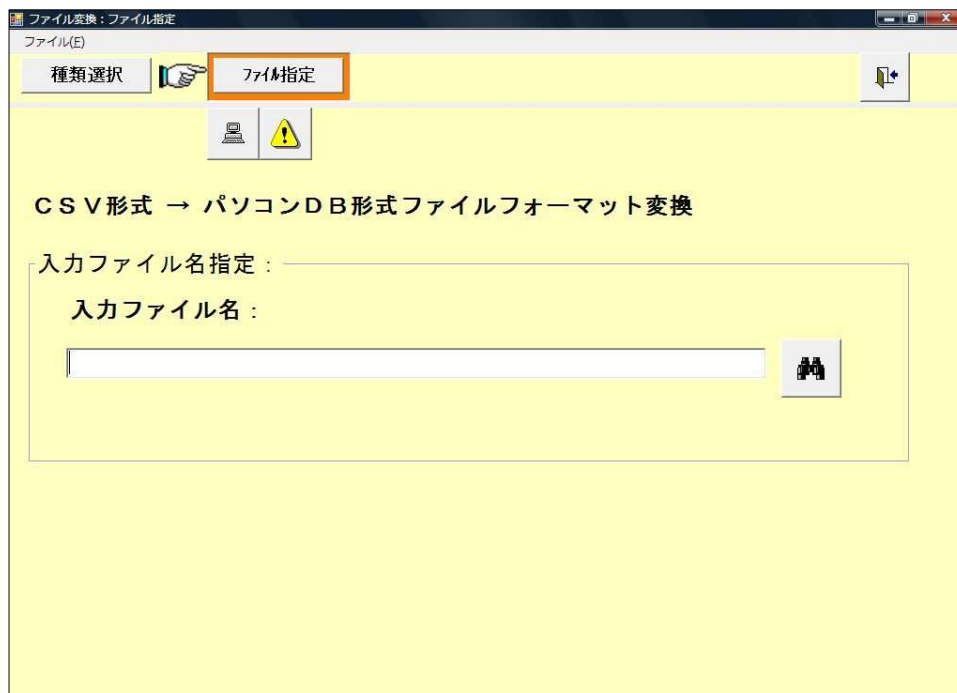 ファイル変換：ファイル指定
ファイル(F)
種類選択 ﾌｧｲﾙ指定
ＣＳＶ形式 → パソコンＤＢ形式ファイルフォーマット変換
入力ファイル名指定：
入力ファイル名：